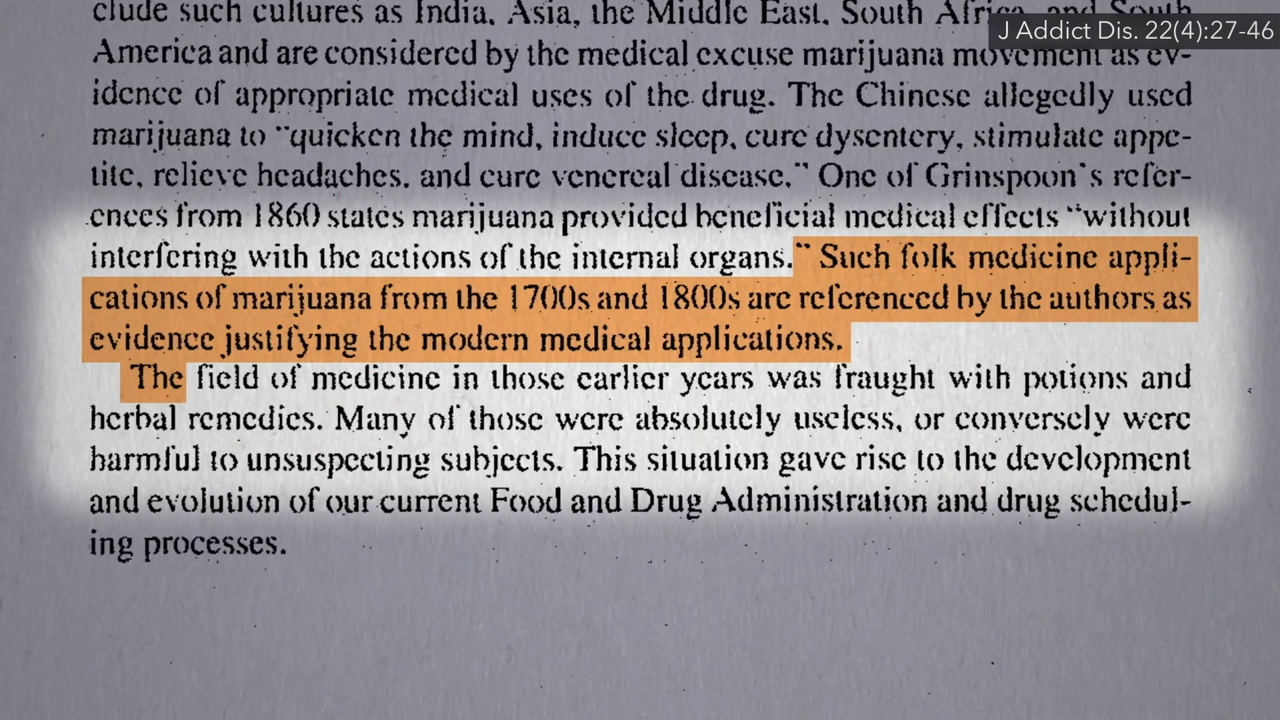 clude such cultures as India, Asia, the Middle East, South Africa, and South
J Addict Dis. 22(4):27-46
America and are considered by the medical excuse marijuana movement as ev-
idence of appropriate medical uses of the drug. The Chinese allegedly used
marijuana to "quicken the mind, induce sleep, cure dysentery, stimulate appe-
tite, relieve headaches, and cure venereal disease." One of Grinspoon's refer-
ences from 1860 states marijuana provided beneficial medical effects "without
interfering with the actions of the internal organs." Such folk medicine appli-
cations of marijuana from the 1700s and 1800s are referenced by the authors as
evidence justifying the modern medical applications.
The field of medicine in those earlier years was fraught with potions and
herbal remedies. Many of those were absolutely useless, or conversely were
harmful to unsuspecting subjects. This situation gave rise to the development
and evolution of our current Food and Drug Administration and drug schedul-
ing processes.